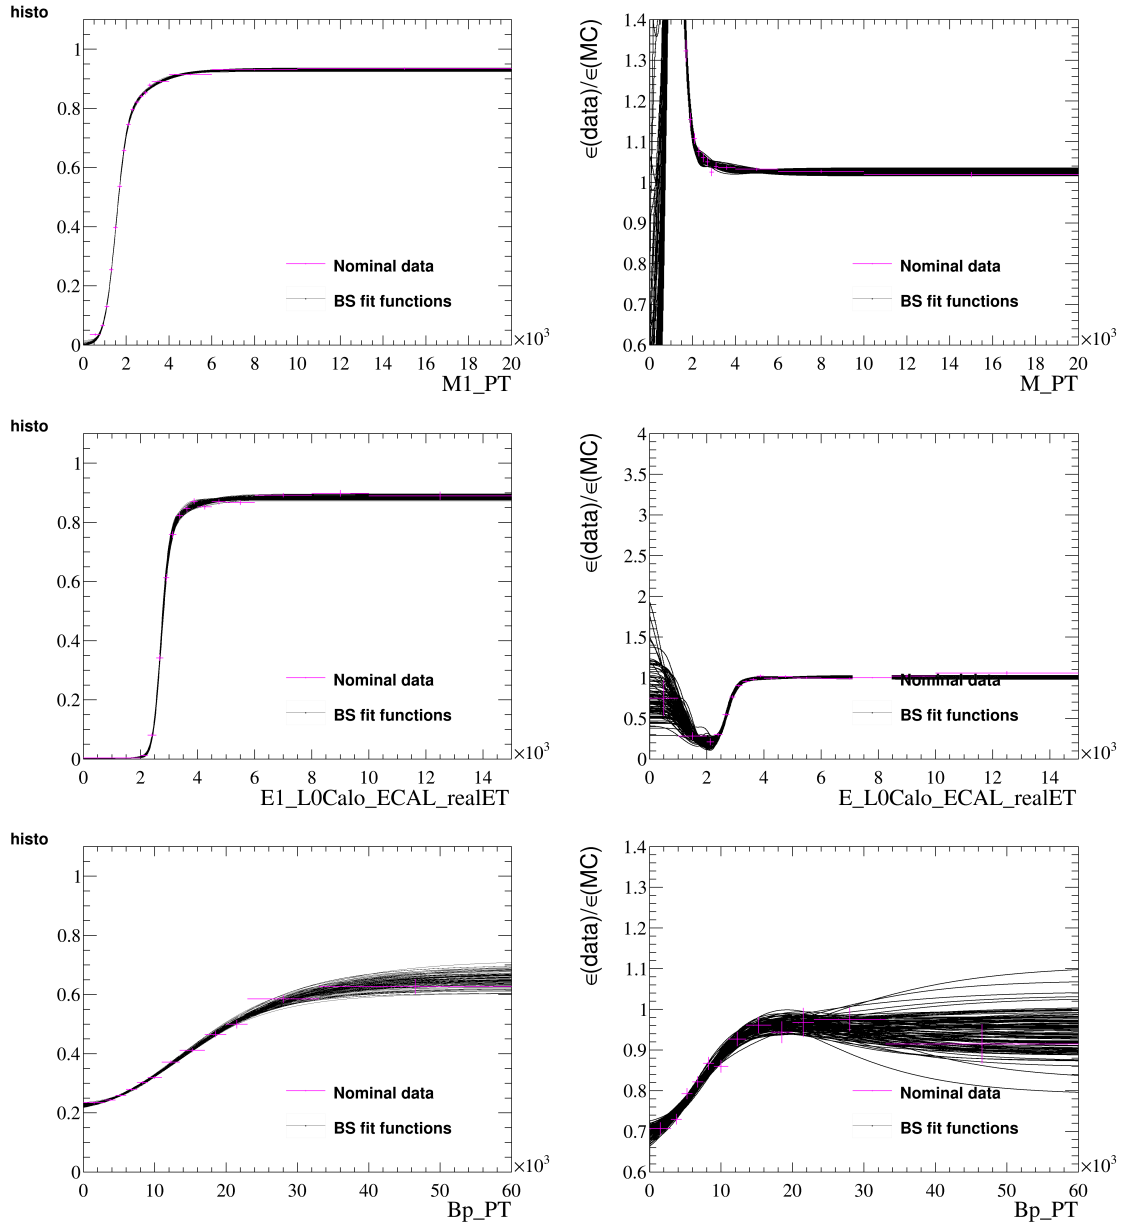 histo
1
0.8
0.6
0.4
0.2
0
0 2 4 6 8 10 12 14 16 18 20
×10³
M1_PT
Nominal data
BS fit functions
ϵ(data)/ϵ(MC)
1.4
1.3
1.2
1.1
1
0.9
0.8
0.7
0.6
0 2 4 6 8 10 12 14 16 18 20
×10³
M_PT
Nominal data
BS fit functions
histo
1
0.8
0.6
0.4
0.2
0
0 2 4 6 8 10 12 14
×10³
E1_L0Calo_ECAL_realET
Nominal data
BS fit functions
ϵ(data)/ϵ(MC)
4
3.5
3
2.5
2
1.5
1
0.5
0
0 2 4 6 8 10 12 14
×10³
E_L0Calo_ECAL_realET
Nominal data
BS fit functions
histo
1
0.8
0.6
0.4
0.2
0
0 10 20 30 40 50 60
×10³
Bp_PT
Nominal data
BS fit functions
ϵ(data)/ϵ(MC)
1.4
1.3
1.2
1.1
1
0.9
0.8
0.7
0.6
0 10 20 30 40 50 60
×10³
Bp_PT
Nominal data
BS fit functions